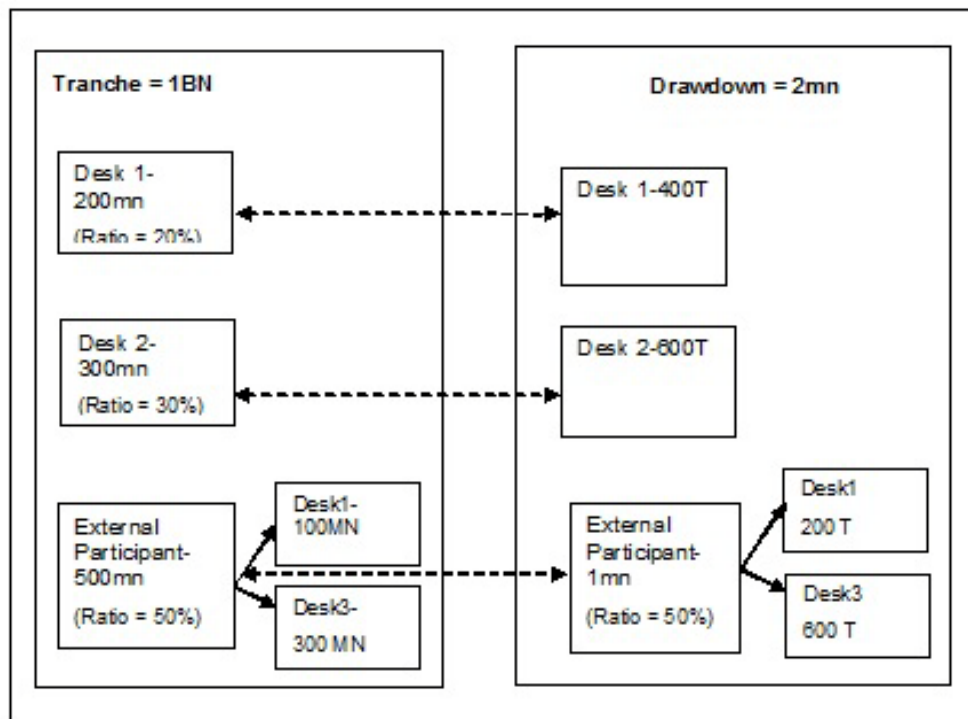 Tranche = 1BN
Desk 1-
200mn
(Ratio = 20%)
Desk 2-
300mn
(Ratio = 30%)
External
Participant-
500mn
(Ratio = 50%)
Desk1-
100MN
Desk3-
300 MN
Drawdown = 2mn
Desk 1-400T
Desk 2-600T
External
Participant-
1mn
(Ratio = 50%)
Desk1
200 T
Desk3
600 T